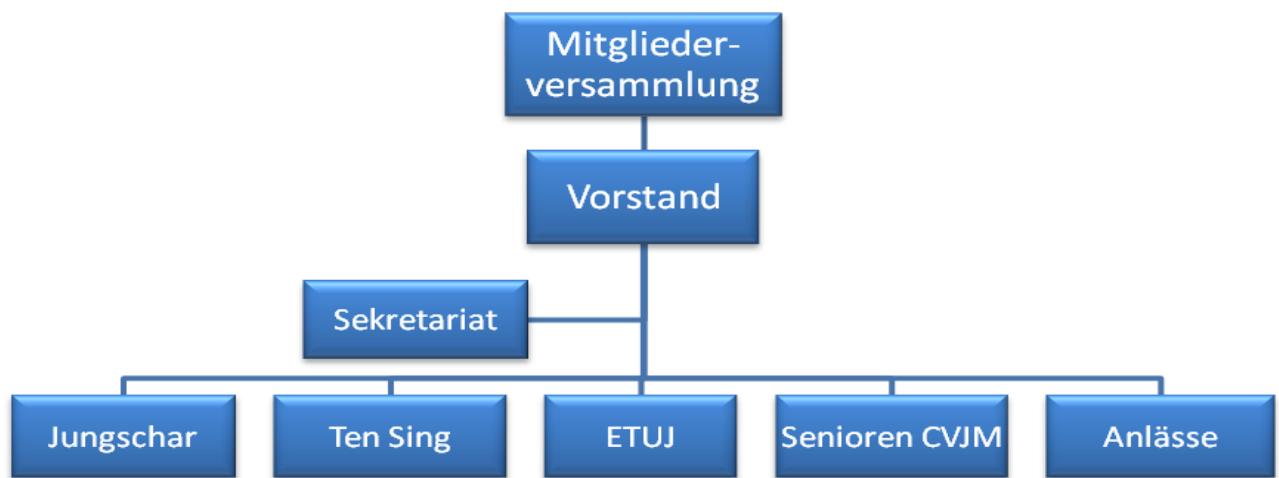 Mitglieder-
versammlung
Vorstand
Sekretariat
Jungschar
Ten Sing
ETUJ
Senioren CVJM
Anlässe